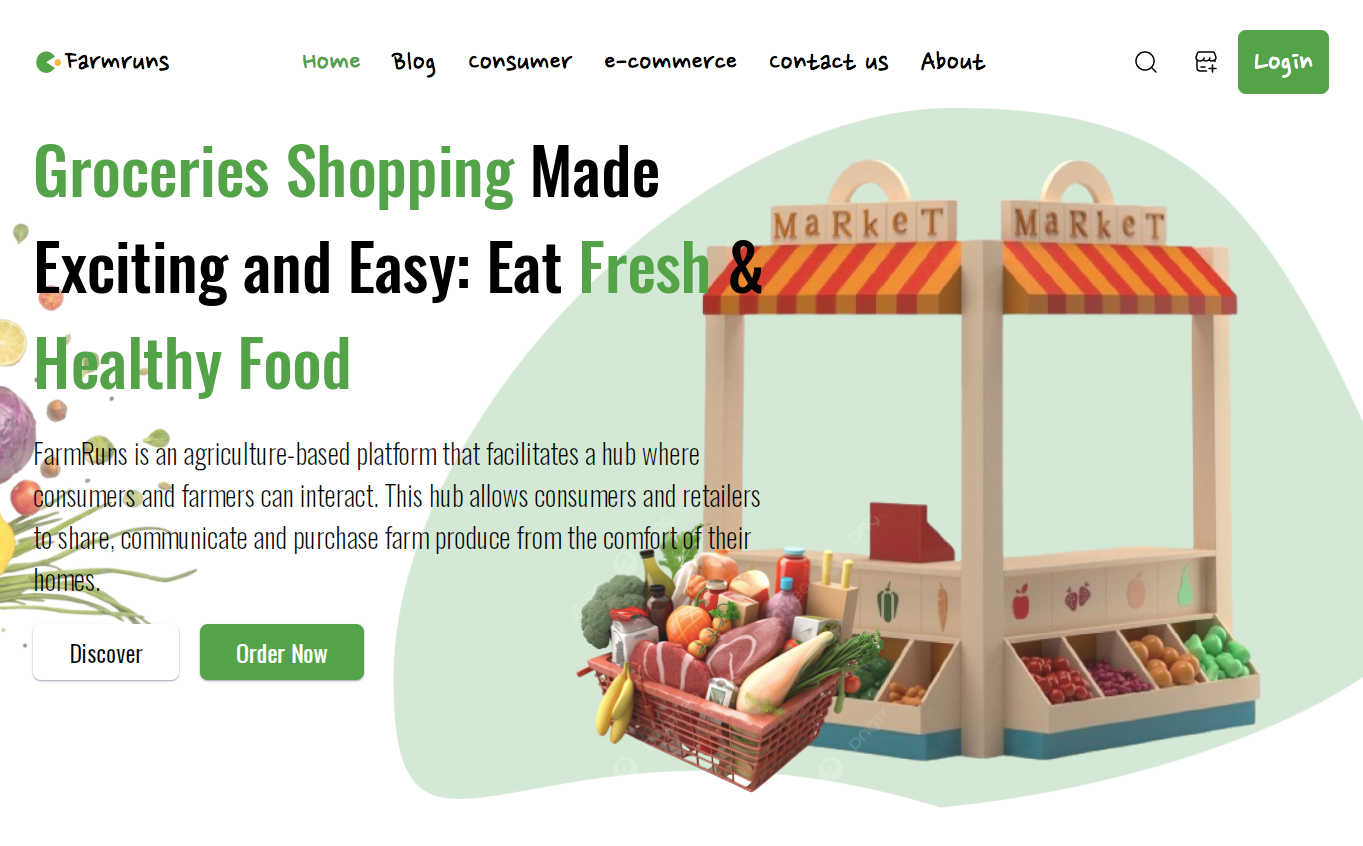 Farmruns
Home Blog consumer e-commerce contact us About
Login
Groceries Shopping Made
Exciting and Easy: Eat Fresh &
Healthy Food
MaRkeT MaRkeT
FarmRuns is an agriculture-based platform that facilitates a hub where
consumers and farmers can interact. This hub allows consumers and retailers
to share, communicate and purchase farm produce from the comfort of their
homes.
Discover Order Now